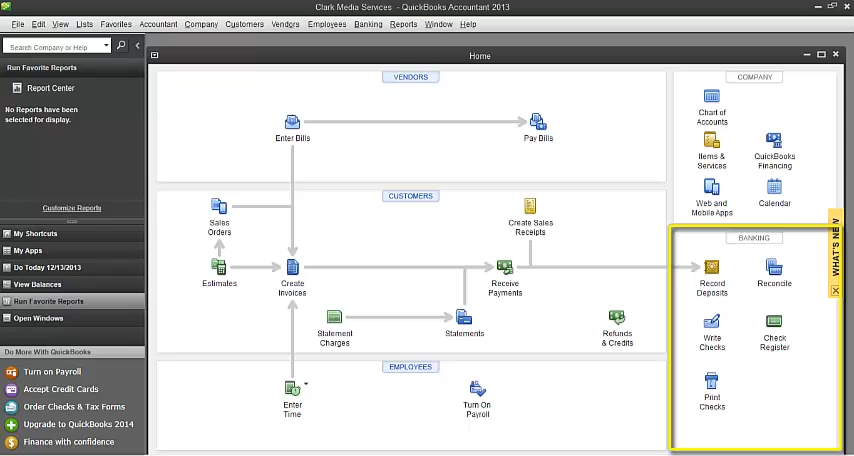 Clark Media Services - QuickBooks Accountant 2013
File Edit View Lists Favorites Accountant Company Customers Vendors Employees Banking Reports Window Help
Search Company or Help
Run Favorite Reports
Report Center
No Reports have been
selected for display.
Customize Reports
My Shortcuts
My Apps
Do Today 12/13/2013
View Balances
Run Favorite Reports
Open Windows
Do More With QuickBooks
Turn on Payroll
Accept Credit Cards
Order Checks & Tax Forms
Upgrade to QuickBooks 2014
Finance with confidence
Home
VENDORS
Enter Bills
Pay Bills
CUSTOMERS
Sales
Orders
Create Sales
Receipts
Estimates
Create
Invoices
Receive
Payments
Statement
Charges
Statements
Refunds
& Credits
EMPLOYEES
Enter
Time
Turn On
Payroll
COMPANY
Chart of
Accounts
Items &
Services
QuickBooks
Financing
Web and
Mobile Apps
Calendar
WHAT'S NEW
BANKING
Record
Deposits
Reconcile
Write
Checks
Check
Register
Print
Checks